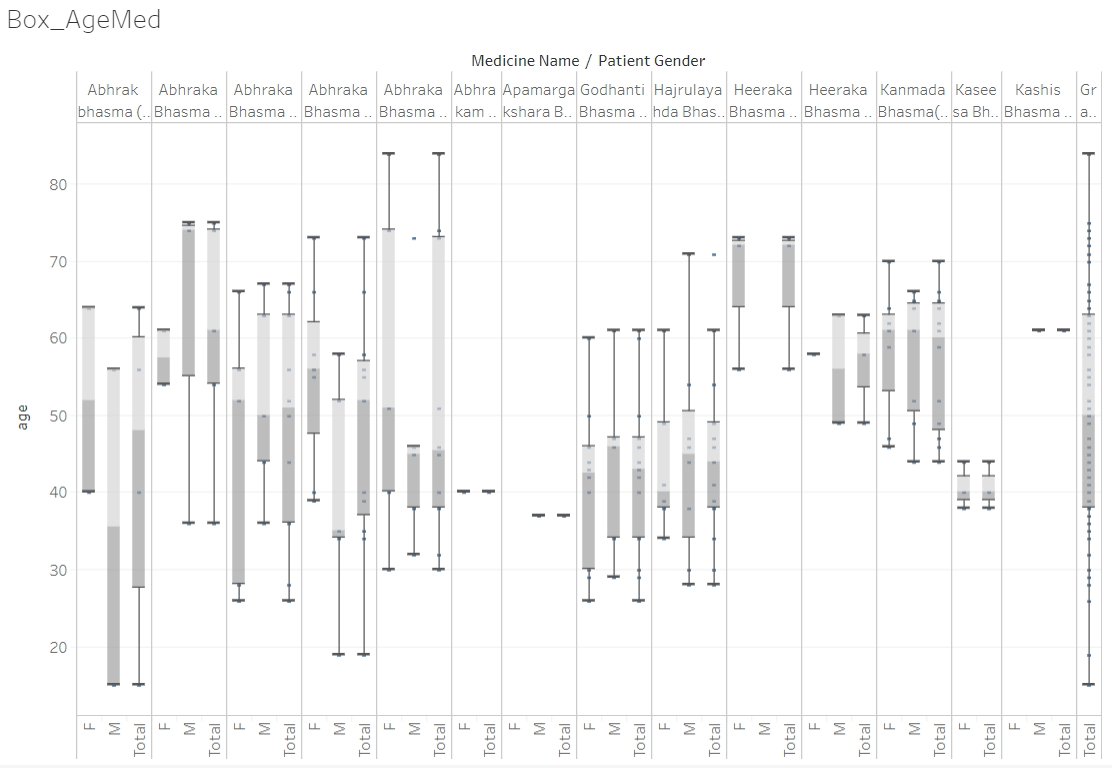 Box_AgeMed
Medicine Name / Patient Gender
Abhrak Abhraka Abhraka Abhraka Abhraka Abhra Apamarga Godhanti Hajrulaya Heeraka Heeraka Kanmada Kasee Kashis Gr
bhasma (.. Bhasma .. Bhasma .. Bhasma .. Bhasma .. kam .. kshara B.. Bhasma .. hda Bhas.. Bhasma .. Bhasma .. Bhasma(.. sa Bh.. Bhasma .. a..
80
70
60
age
50
40
30
20
F M Total F M Total F M Total F M Total F M Total F Total F M Total F M Total F M Total F M Total F M Total F M Total F Total F M Total Total